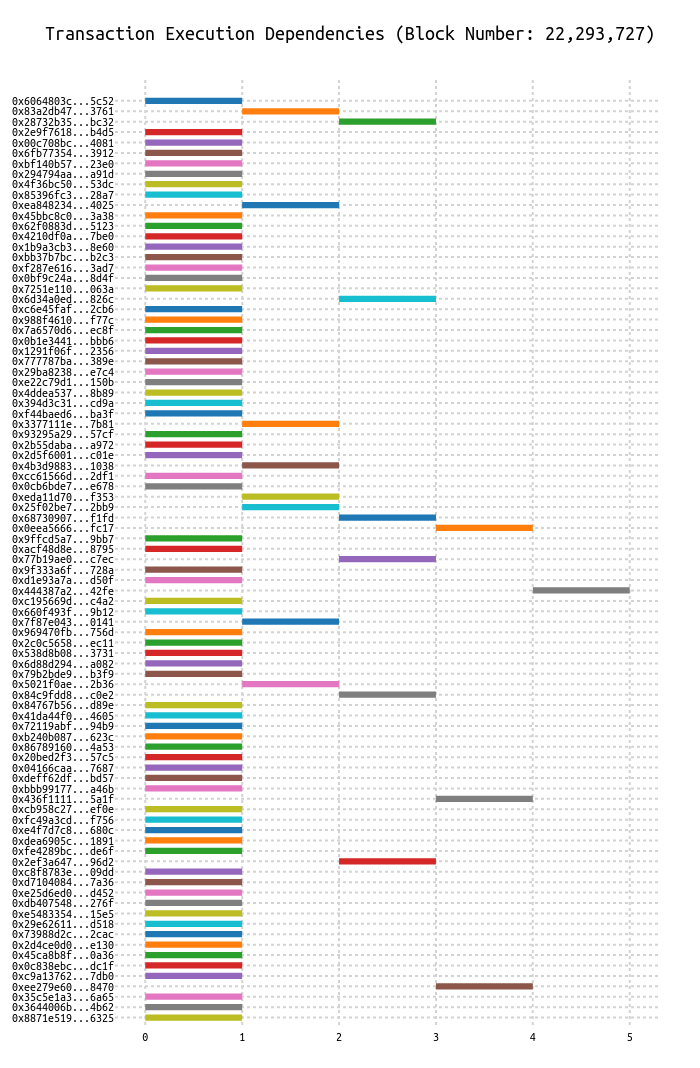 Transaction Execution Dependencies (Block Number: 22,293,727)
0x6064803c...5c52
0x83a2db47...3761
0x28732b35...bc32
0x2e9f7618...b4d5
0x00c708bc...4081
0x6fb77354...3912
0xbf140b57...23e0
0x294794aa...a91d
0x4f36bc50...53dc
0x85396fc3...28a7
0xea848234...4025
0x45bbc8c0...3a38
0x62f0883d...5123
0x4210df0a...7be0
0x1b9a3cb3...8e60
0xbb37b7bc...b2c3
0xf287e616...3ad7
0x0bf9c24a...8d4f
0x7251e110...063a
0x6d34a0ed...826c
0xc6e45faf...2cb6
0x988f4610...f77c
0x7a6570d6...ec8f
0x0b1e3441...bbb6
0x1291f06f...2356
0x777787ba...389e
0x29ba8238...e7c4
0xe22c79d1...150b
0x4ddea537...8b89
0x394d3c31...cd9a
0xf44baed6...ba3f
0x3377111e...7b81
0x93295a29...57cf
0x2b55daba...a972
0x2d5f6001...c01e
0x4b3d9883...1038
0xcc61566d...2df1
0x0cb6bde7...e678
0xeda11d70...f353
0x25f02be7...2bb9
0x68730907...f1fd
0x0eea5666...fc17
0x9ffcd5a7...9bb7
0xacf48d8e...8795
0x77b19ae0...c7ec
0x9f333a6f...728a
0xd1e93a7a...d50f
0x444387a2...42fe
0xc195669d...c4a2
0x660f493f...9b12
0x7f87e043...0141
0x969470fb...756d
0x2c0c5658...ec11
0x538d8b08...3731
0x6d88d294...a082
0x79b2bde9...b3f9
0x5021f0ae...2b36
0x84c9fdd8...c0e2
0x84767b56...d89e
0x41da44f0...4605
0x72119abf...94b9
0xb240b087...623c
0x86789160...4a53
0x20bed2f3...57c5
0x04166caa...7687
0xdeff62df...bd57
0xbbb99177...a46b
0x436f1111...5a1f
0xcb958c27...ef0e
0xfc49a3cd...f756
0xe4f7d7c8...680c
0xdea6905c...1891
0xfe4289bc...de6f
0x2ef3a647...96d2
0xc8f8783e...09dd
0xd7104084...7a36
0xe25d6ed0...d452
0xdb407548...276f
0xe5483354...15e5
0x29e62611...d518
0x73988d2c...2cac
0x2d4ce0d0...e130
0x45ca8b8f...0a36
0x0c838ebc...dc1f
0xc9a13762...7db0
0xee279e60...8470
0x35c5e1a3...6a65
0x3644006b...4b62
0x8871e519...6325
0 1 2 3 4 5